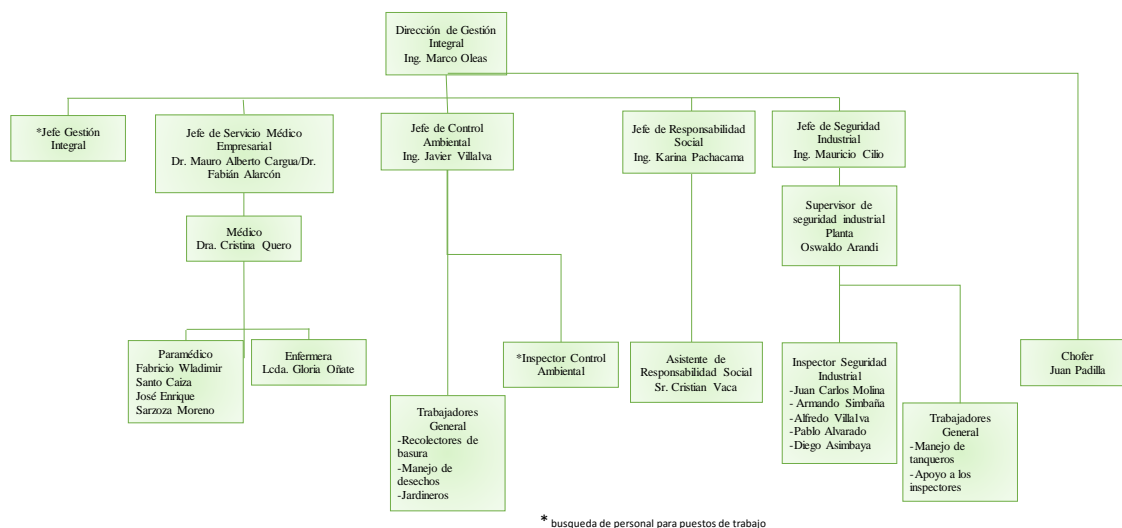 Dirección de Gestión
Integral
Ing. Marco Oleas
*Jefe Gestión
Integral
Jefe de Servicio Médico
Empresarial
Dr. Mauro Alberto Cargua/Dr.
Fabián Alarcón
Jefe de Control
Ambiental
Ing. Javier Villalva
Jefe de Responsabilidad
Social
Ing. Karina Pachacama
Jefe de Seguridad
Industrial
Ing. Mauricio Cilio
Supervisor de
seguridad industrial
Planta
Oswaldo Arandi
Médico
Dra. Cristina Quero
Paramédico
Fabricio Wladimir
Santo Caiza
José Enrique
Sarzoza Moreno
Enfermera
Lcda. Gloria Oñate
*Inspector Control
Ambiental
Asistente de
Responsabilidad Social
Sr. Cristian Vaca
Inspector Seguridad
Industrial
-Juan Carlos Molina
- Armando Simbaña
-Alfredo Villalva
-Pablo Alvarado
-Diego Asimbaya
Chofer
Juan Padilla
Trabajadores
General
-Recolectores de
basura
-Manejo de
desechos
-Jardineros
Trabajadores
General
-Manejo de
tanqueros
-Apoyo a los
inspectores
* busqueda de personal para puestos de trabajo